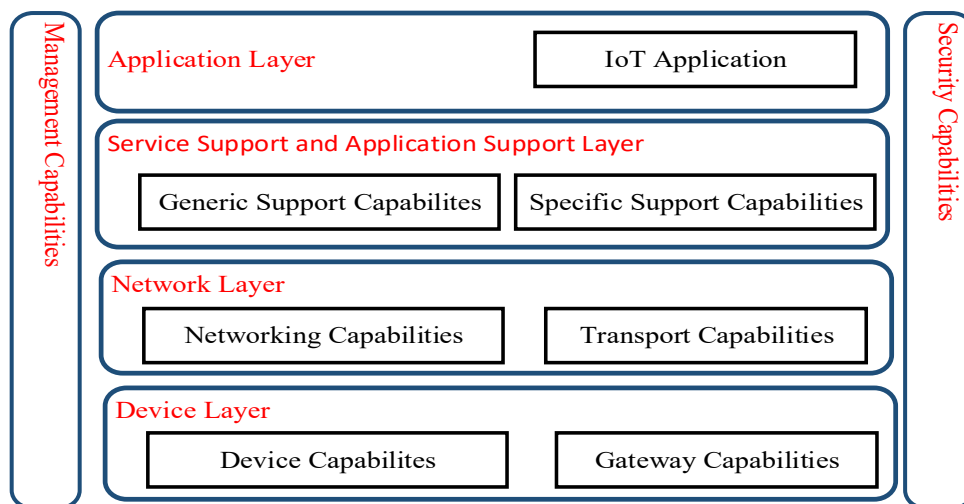 Management Capabilities
Application Layer
IoT Application
Service Support and Application Support Layer
Generic Support Capabilites
Specific Support Capabilities
Network Layer
Networking Capabilities
Transport Capabilities
Device Layer
Device Capabilites
Gateway Capabilities
Security Capabilities